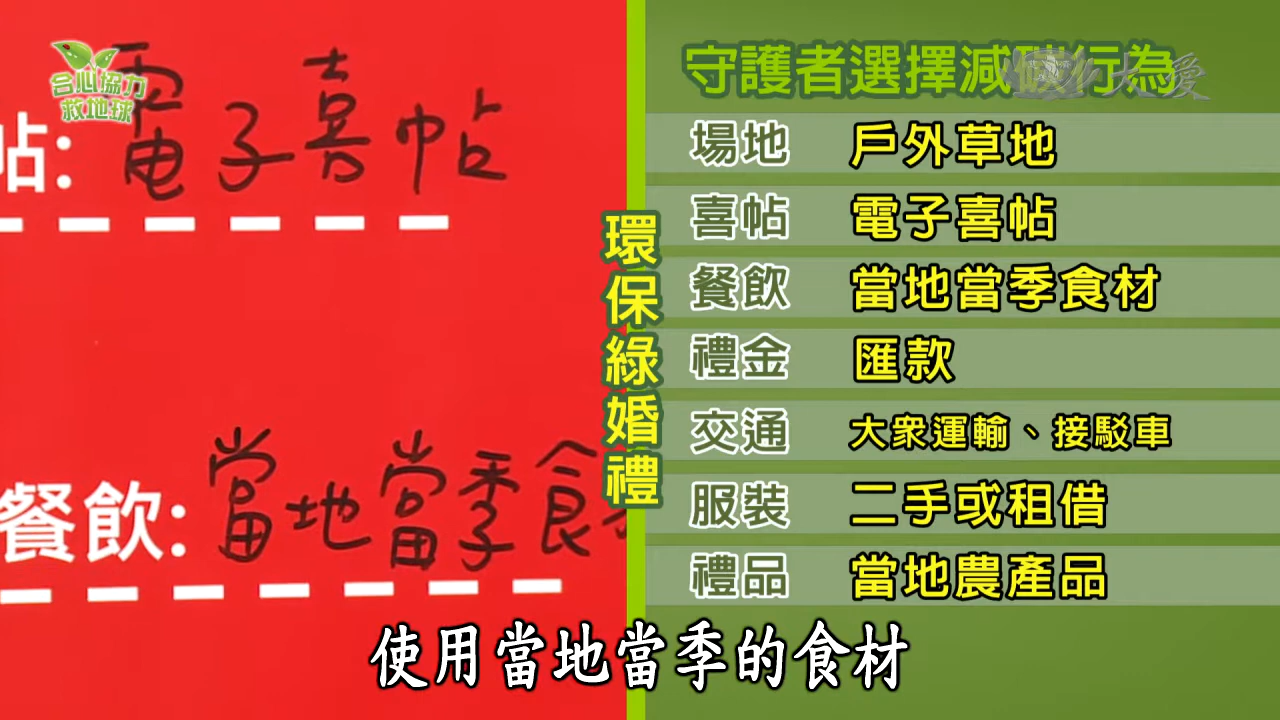 合心協力
救地球
帖: 電子喜帖
餐飲: 當地當季食
環保綠婚禮
守護者選擇減碳行為
大愛
場地 戶外草地
喜帖 電子喜帖
餐飲 當地當季食材
禮金 匯款
交通 大眾運輸、接駁車
服裝 二手或租借
禮品 當地農產品
使用當地當季的食材